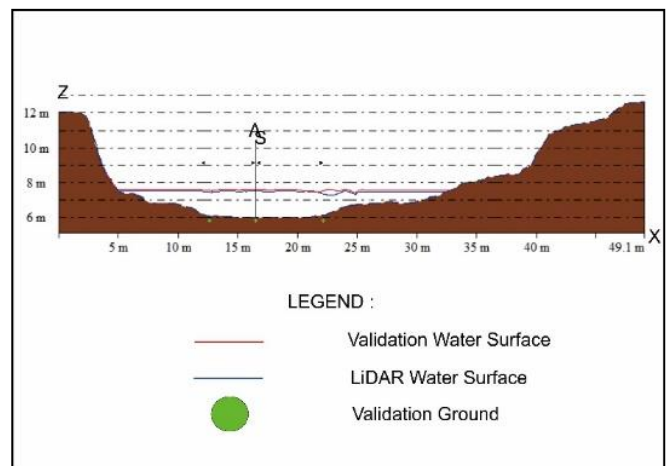 Z
12 m
A
S
10 m
8 m
6 m
X
5 m 10 m 15 m 20 m 25 m 30 m 35 m 40 m 49.1 m
LEGEND :
Validation Water Surface
LiDAR Water Surface
Validation Ground